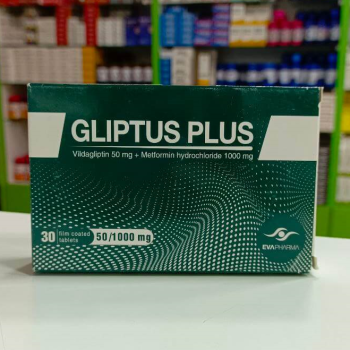 GLIPTUS PLUS
Vildagliptin 50 mg + Metformin hydrochloride 1000 mg
30 film coated tablets
50/1000 mg
EVAPHARMA